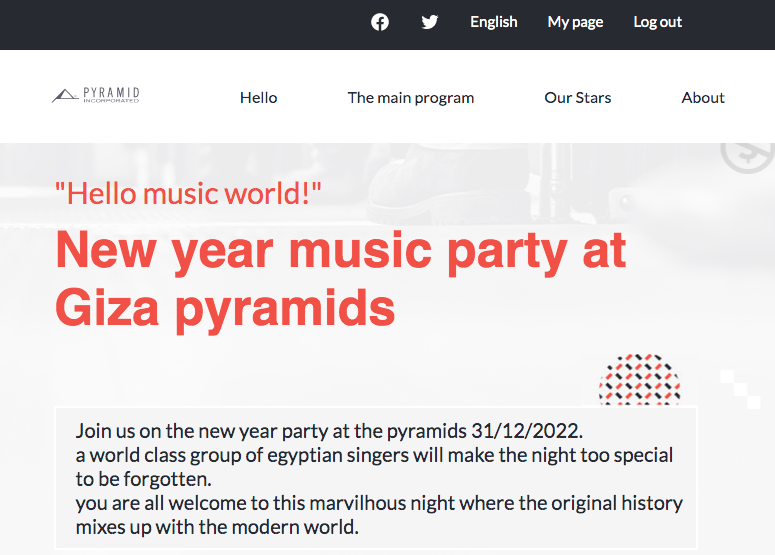 English My page Log out
PYRAMID
INCORPORATED
Hello The main program Our Stars About
"Hello music world!"
New year music party at
Giza pyramids
Join us on the new year party at the pyramids 31/12/2022.
a world class group of egyptian singers will make the night too special
to be forgotten.
you are all welcome to this marvilhous night where the original history
mixes up with the modern world.